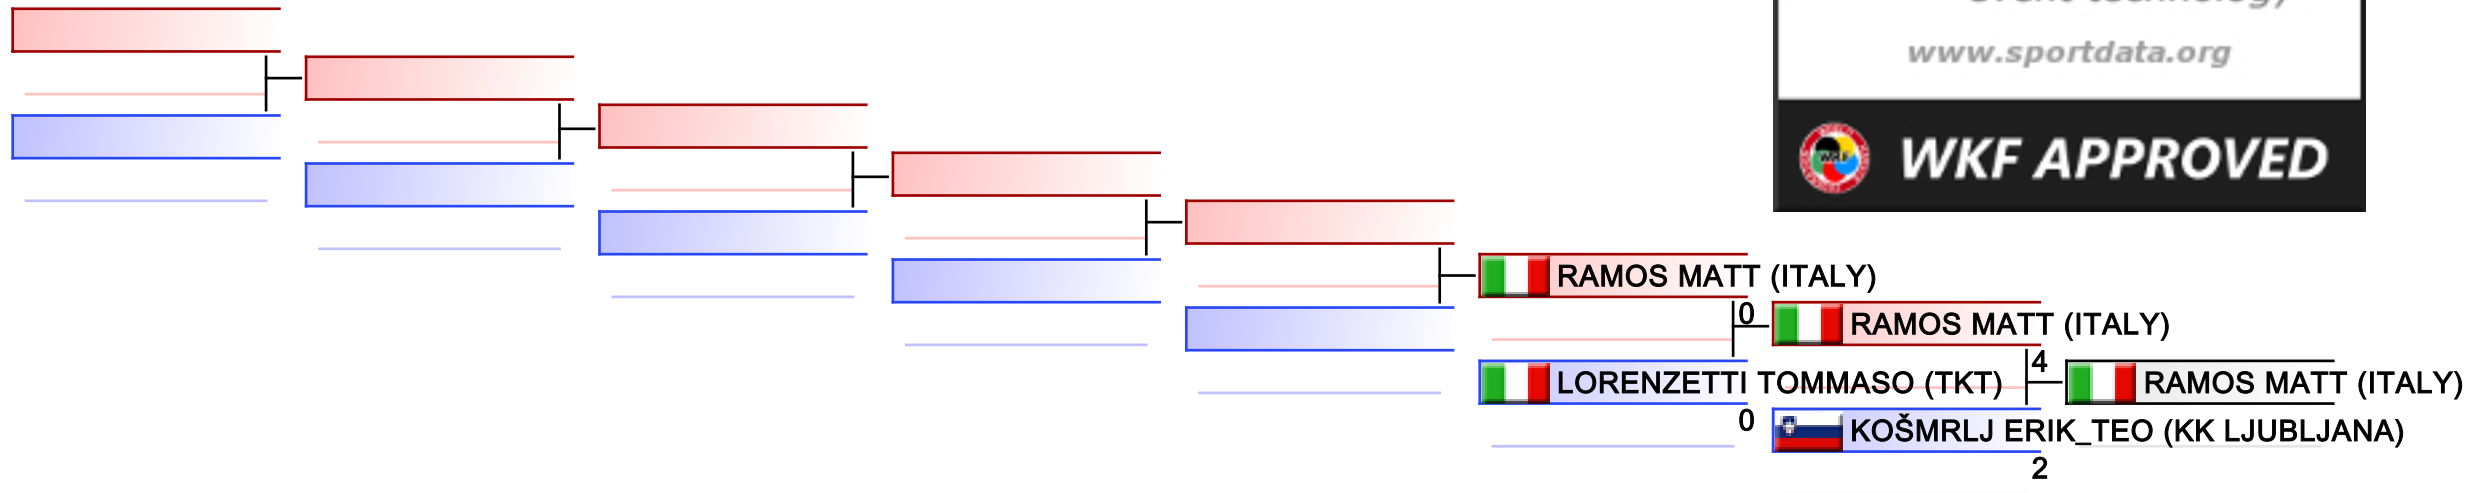 www.sportdata.org
WKF APPROVED
RAMOS MATT (ITALY)
0
RAMOS MATT (ITALY)
4
LORENZETTI TOMMASO (TKT)
RAMOS MATT (ITALY)
0
KOŠMRLJ ERIK_TEO (KK LJUBLJANA)
2